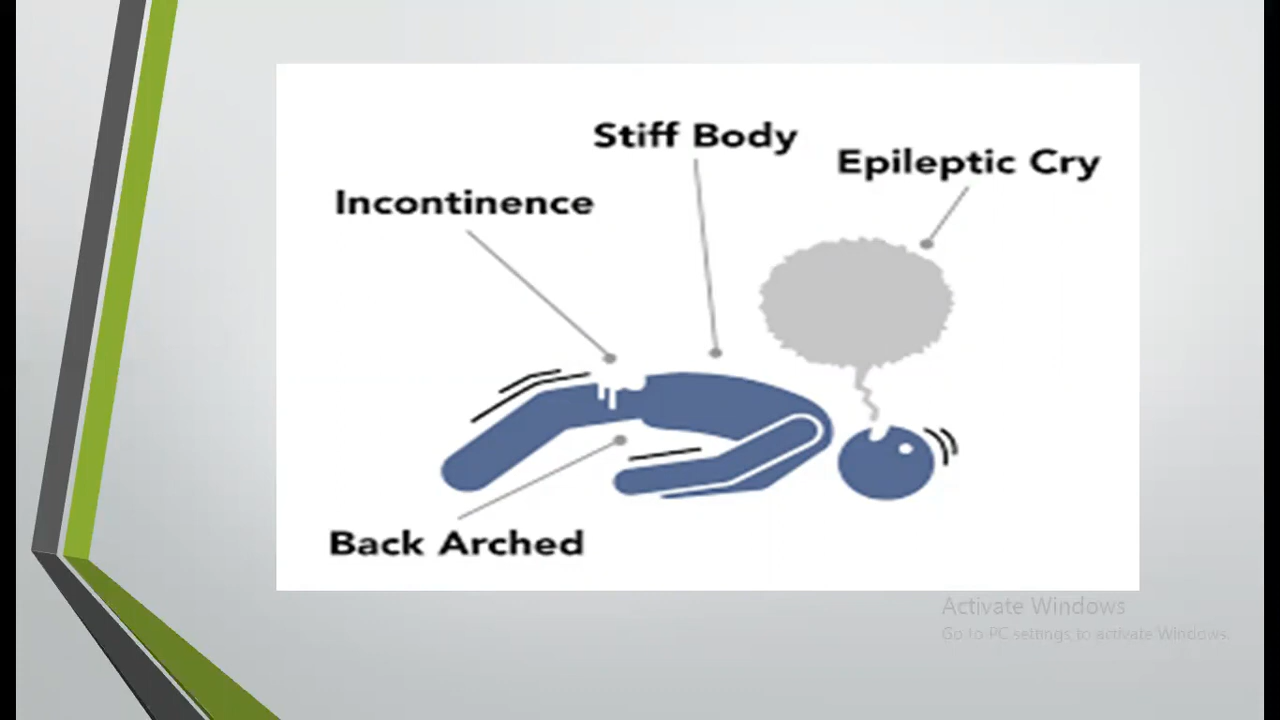 Stiff Body
Epileptic Cry
Incontinence
Back Arched
Activate Windows
Go to PC settings to activate Windows.